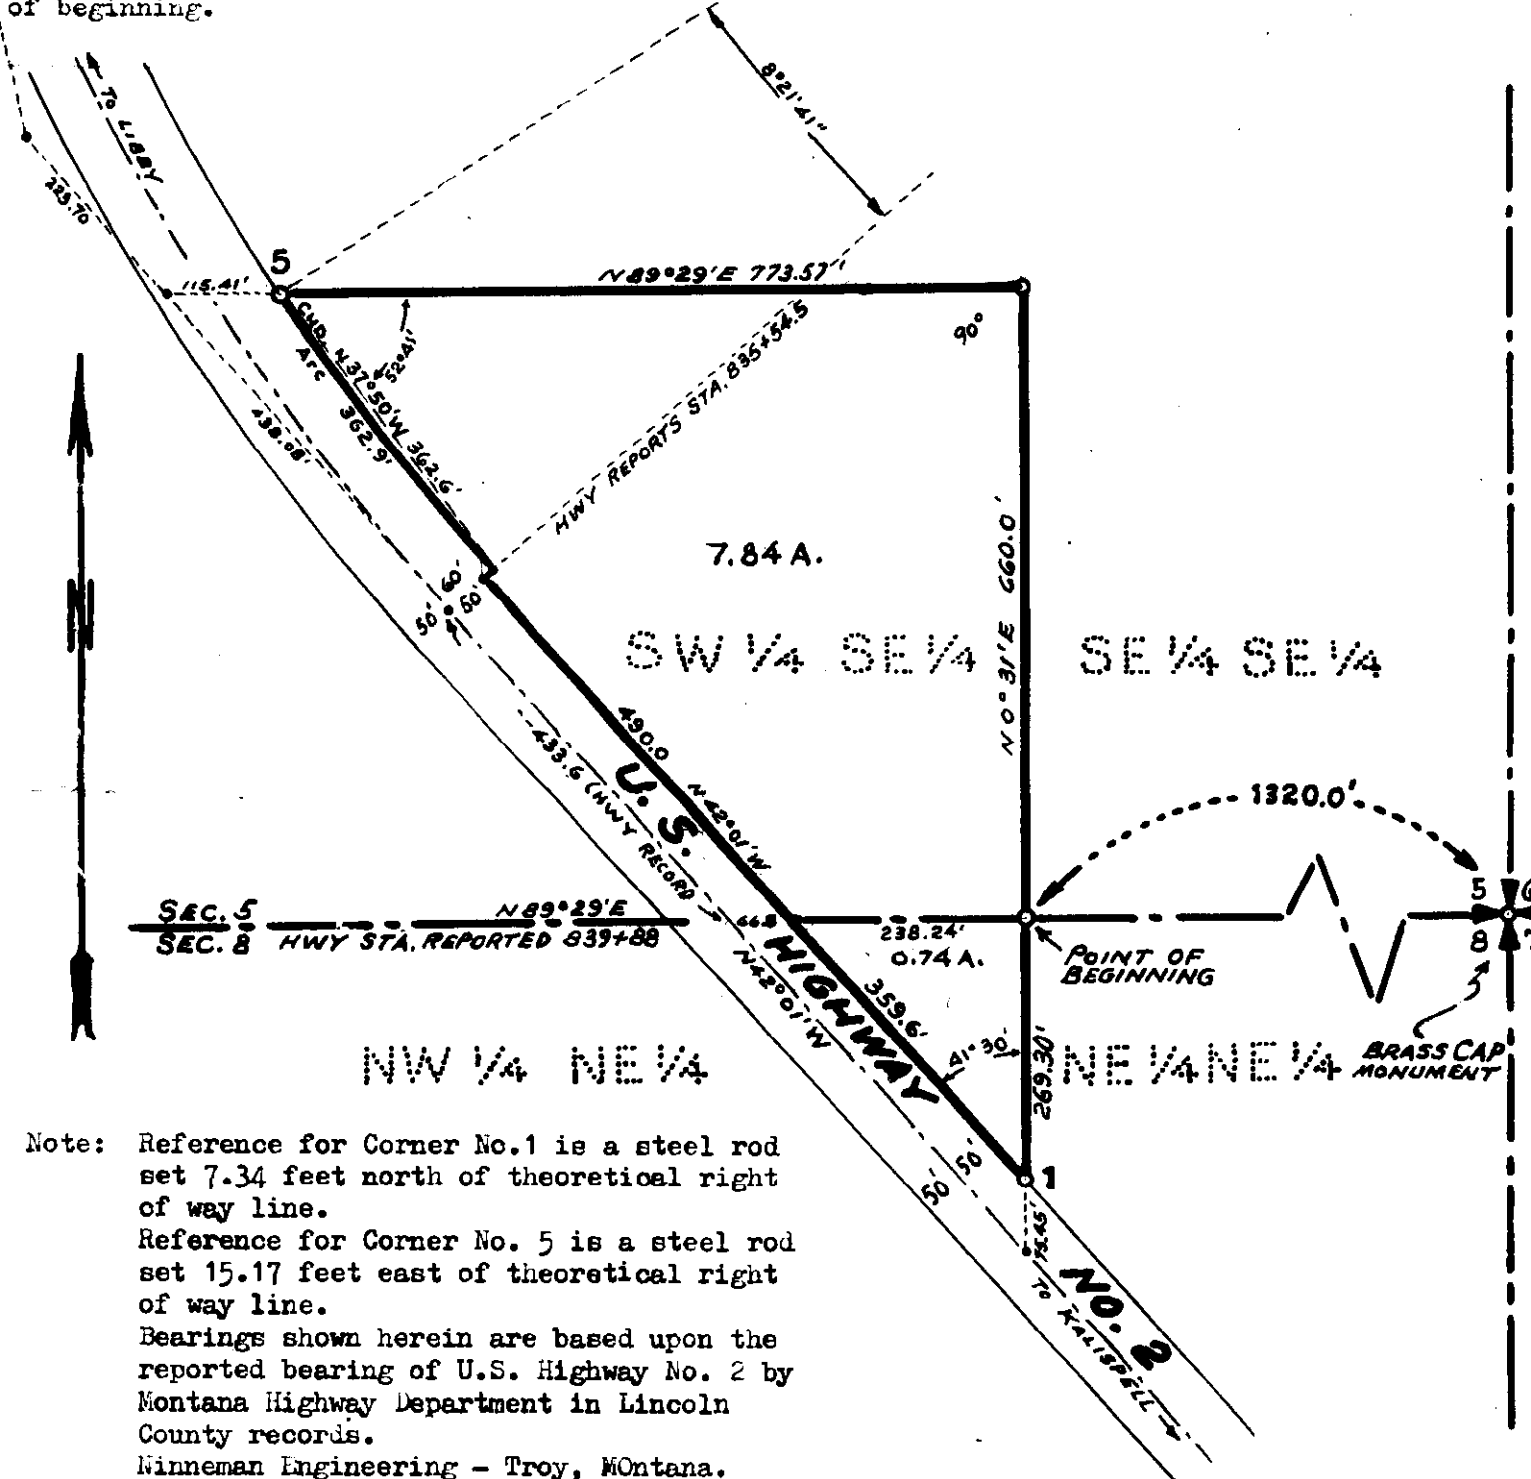 of beginning.
8°21'41"
To LIBBY
223.70
5
115.41'
N89°29'E 773.57'
CHD. N37°50'W 362.6'
Arc 362.9'
52°41'
90°
438.08'
HWY REPORTS STA. 835+54.5
N
7.84 A.
60'
50'
60'
N 0°31'E 660.0'
SW 1/4 SE 1/4
SE 1/4 SE 1/4
490.0
N42°01'W
433.6 (HWY RECORD)
U.S. HIGHWAY NO. 2
1320.0'
5 6
8 7
SEC. 5
SEC. 8
N89°29'E
HWY STA. REPORTED 839+88
238.24'
0.74 A.
POINT OF
BEGINNING
N42°01'W
359.6'
41°30'
269.30'
BRASS CAP
MONUMENT
NW 1/4 NE 1/4
NE 1/4 NE 1/4
50
50
1
75.45'
TO KALISPELL
Note: Reference for Corner No.1 is a steel rod
set 7.34 feet north of theoretical right
of way line.
Reference for Corner No. 5 is a steel rod
set 15.17 feet east of theoretical right
of way line.
Bearings shown herein are based upon the
reported bearing of U.S. Highway No. 2 by
Montana Highway Department in Lincoln
County records.
Ninneman Engineering - Troy, MOntana.